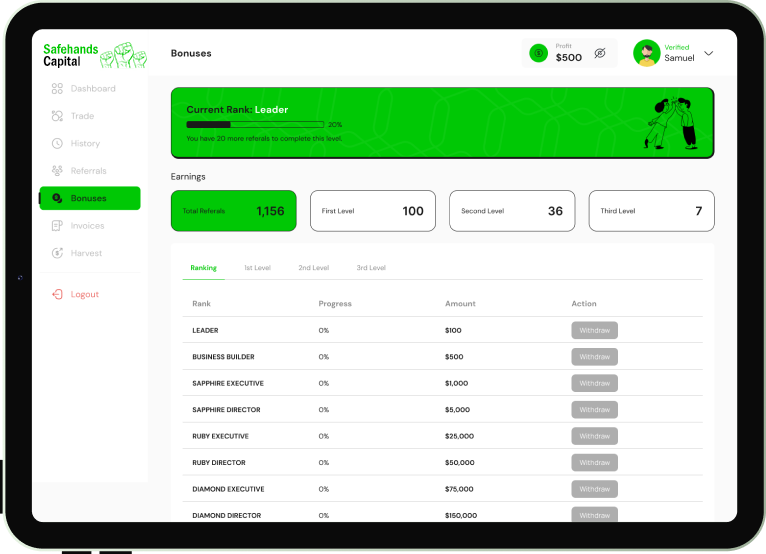 Safehands
Capital
Bonuses
Profit
$500
Verified
Samuel
Dashboard
Trade
History
Referrals
Bonuses
Invoices
Harvest
Logout
Current Rank: Leader
30%
You have 20 more referals to complete this level.
Earnings
Total Referals 1,156
First Level 100
Second Level 36
Third Level 7
Ranking 1st Level 2nd Level 3rd Level
Rank Progress Amount Action
LEADER 0% $100 Withdraw
BUSINESS BUILDER 0% $500 Withdraw
SAPPHIRE EXECUTIVE 0% $1,000 Withdraw
SAPPHIRE DIRECTOR 0% $5,000 Withdraw
RUBY EXECUTIVE 0% $25,000 Withdraw
RUBY DIRECTOR 0% $50,000 Withdraw
DIAMOND EXECUTIVE 0% $75,000 Withdraw
DIAMOND DIRECTOR 0% $150,000 Withdraw